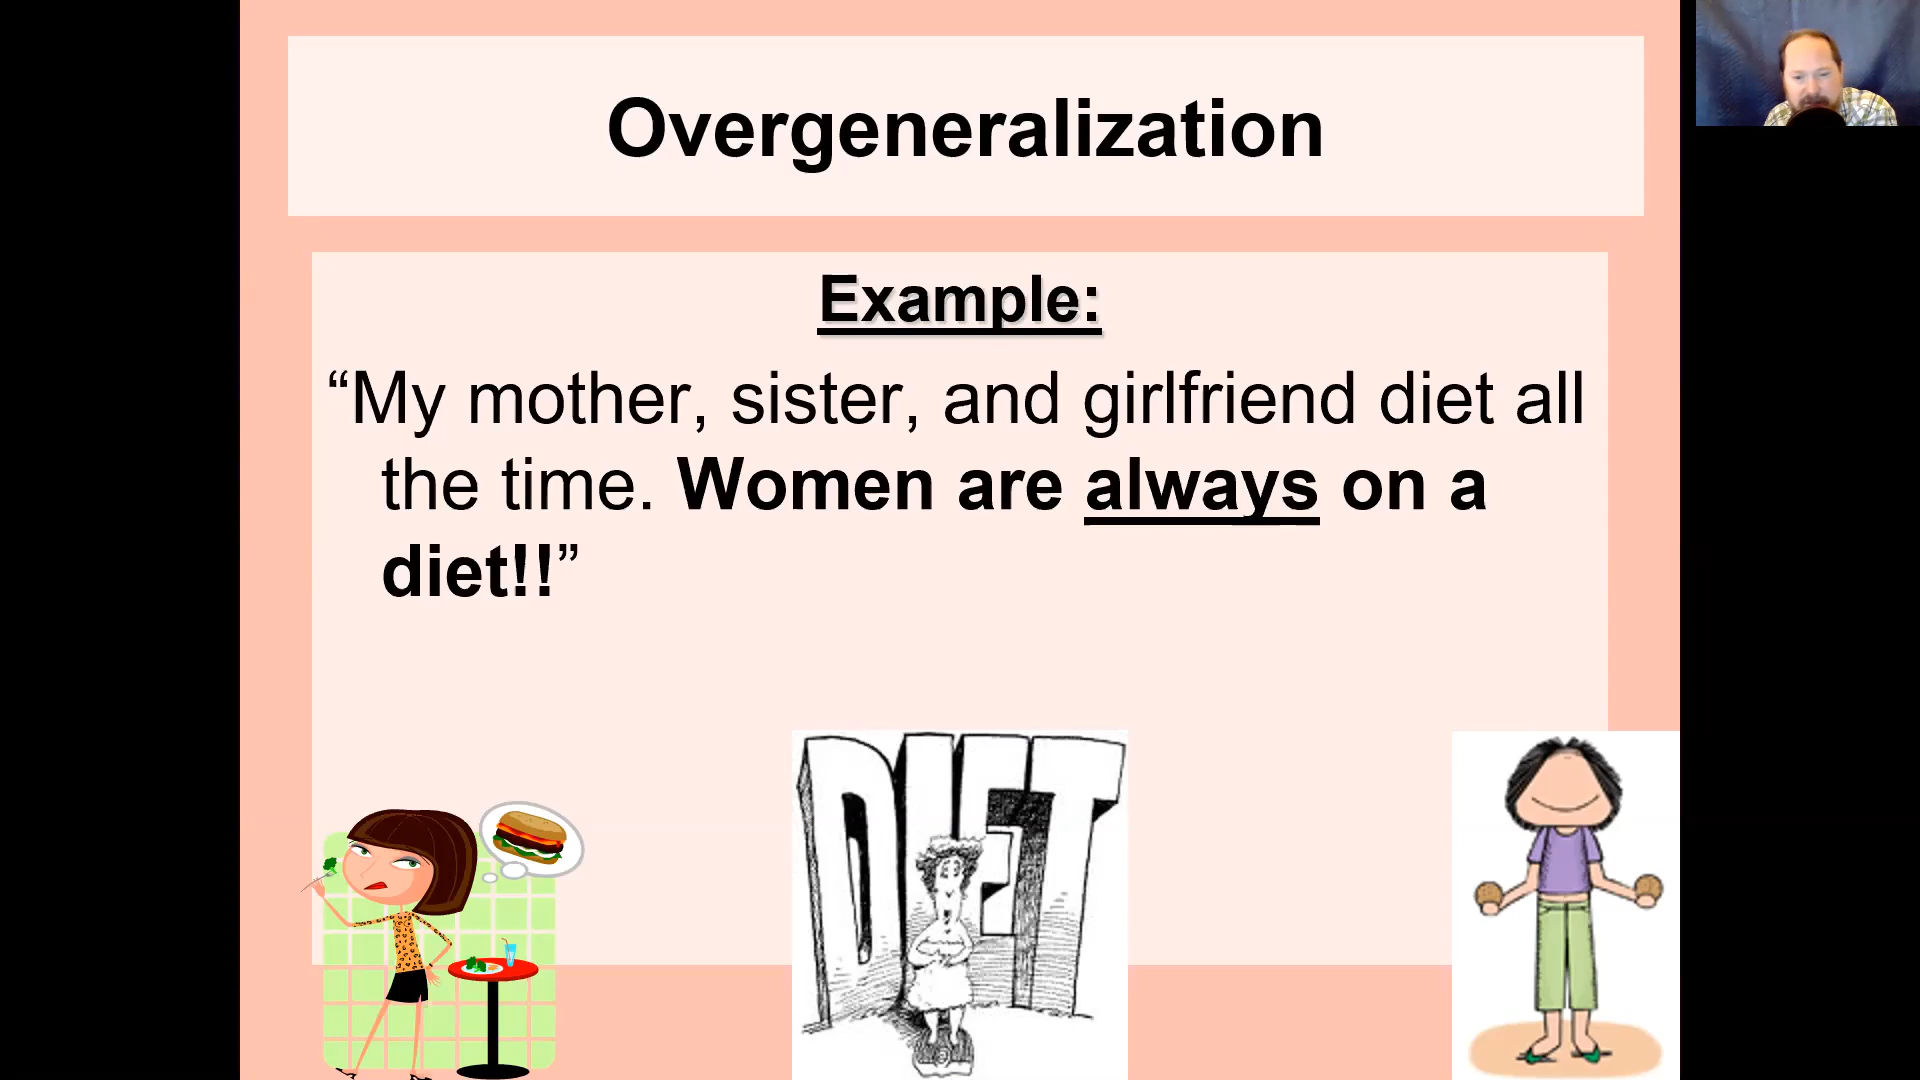 Overgeneralization
Example:
“My mother, sister, and girlfriend diet all
the time. Women are always on a
diet!!”
DIET